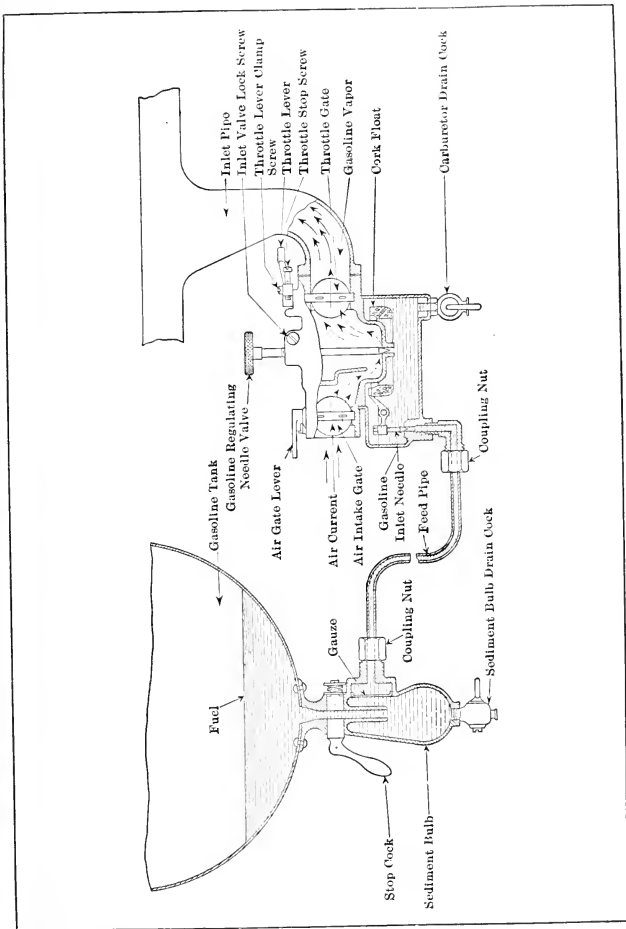 Inlet Pipe
Inlet Valve Lock Screw
Throttle Lever Clamp
Screw
Throttle Lever
Throttle Stop Screw
Throttle Gate
Gasoline Vapor
Cork Float
Carburetor Drain Cock
Gasoline Regulating
Needle Valve
Air Gate Lever
Air Current
Air Intake Gate
Gasoline
Inlet Needle
Feed Pipe
Coupling Nut
Gasoline Tank
Fuel
Gauze
Coupling Nut
Sediment Bulb Drain Cock
Stop Cock
Sediment Bulb